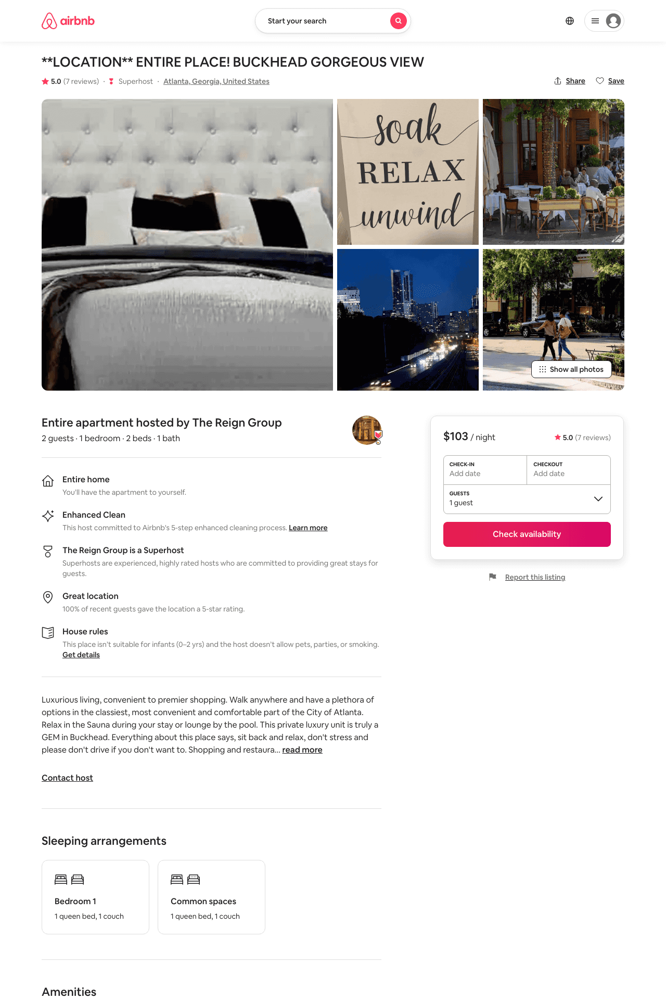 airbnb
Start your search
**LOCATION** ENTIRE PLACE! BUCKHEAD GORGEOUS VIEW
5.0 (7 reviews) · Superhost · Atlanta, Georgia, United States
Share
Save
soak
RELAX
unwind
Show all photos
Entire apartment hosted by The Reign Group
2 guests · 1 bedroom · 2 beds · 1 bath
Entire home
You’ll have the apartment to yourself.
Enhanced Clean
This host committed to Airbnb's 5-step enhanced cleaning process. Learn more
The Reign Group is a Superhost
Superhosts are experienced, highly rated hosts who are committed to providing great stays for
guests.
Great location
100% of recent guests gave the location a 5-star rating.
House rules
This place isn’t suitable for infants (0–2 yrs) and the host doesn’t allow pets, parties, or smoking.
Get details
Luxurious living, convenient to premier shopping. Walk anywhere and have a plethora of
options in the classiest, most convenient and comfortable part of the City of Atlanta.
Relax in the Sauna during your stay or lounge by the pool. This private luxury unit is truly a
GEM in Buckhead. Everything about this place says, sit back and relax, don't stress and
please don't drive if you don't want to. Shopping and restaura... read more
Contact host
Sleeping arrangements
Bedroom 1
1 queen bed, 1 couch
Common spaces
1 queen bed, 1 couch
Amenities
$103 / night
5.0 (7 reviews)
CHECK-IN
Add date
CHECKOUT
Add date
GUESTS
1 guest
Check availability
Report this listing